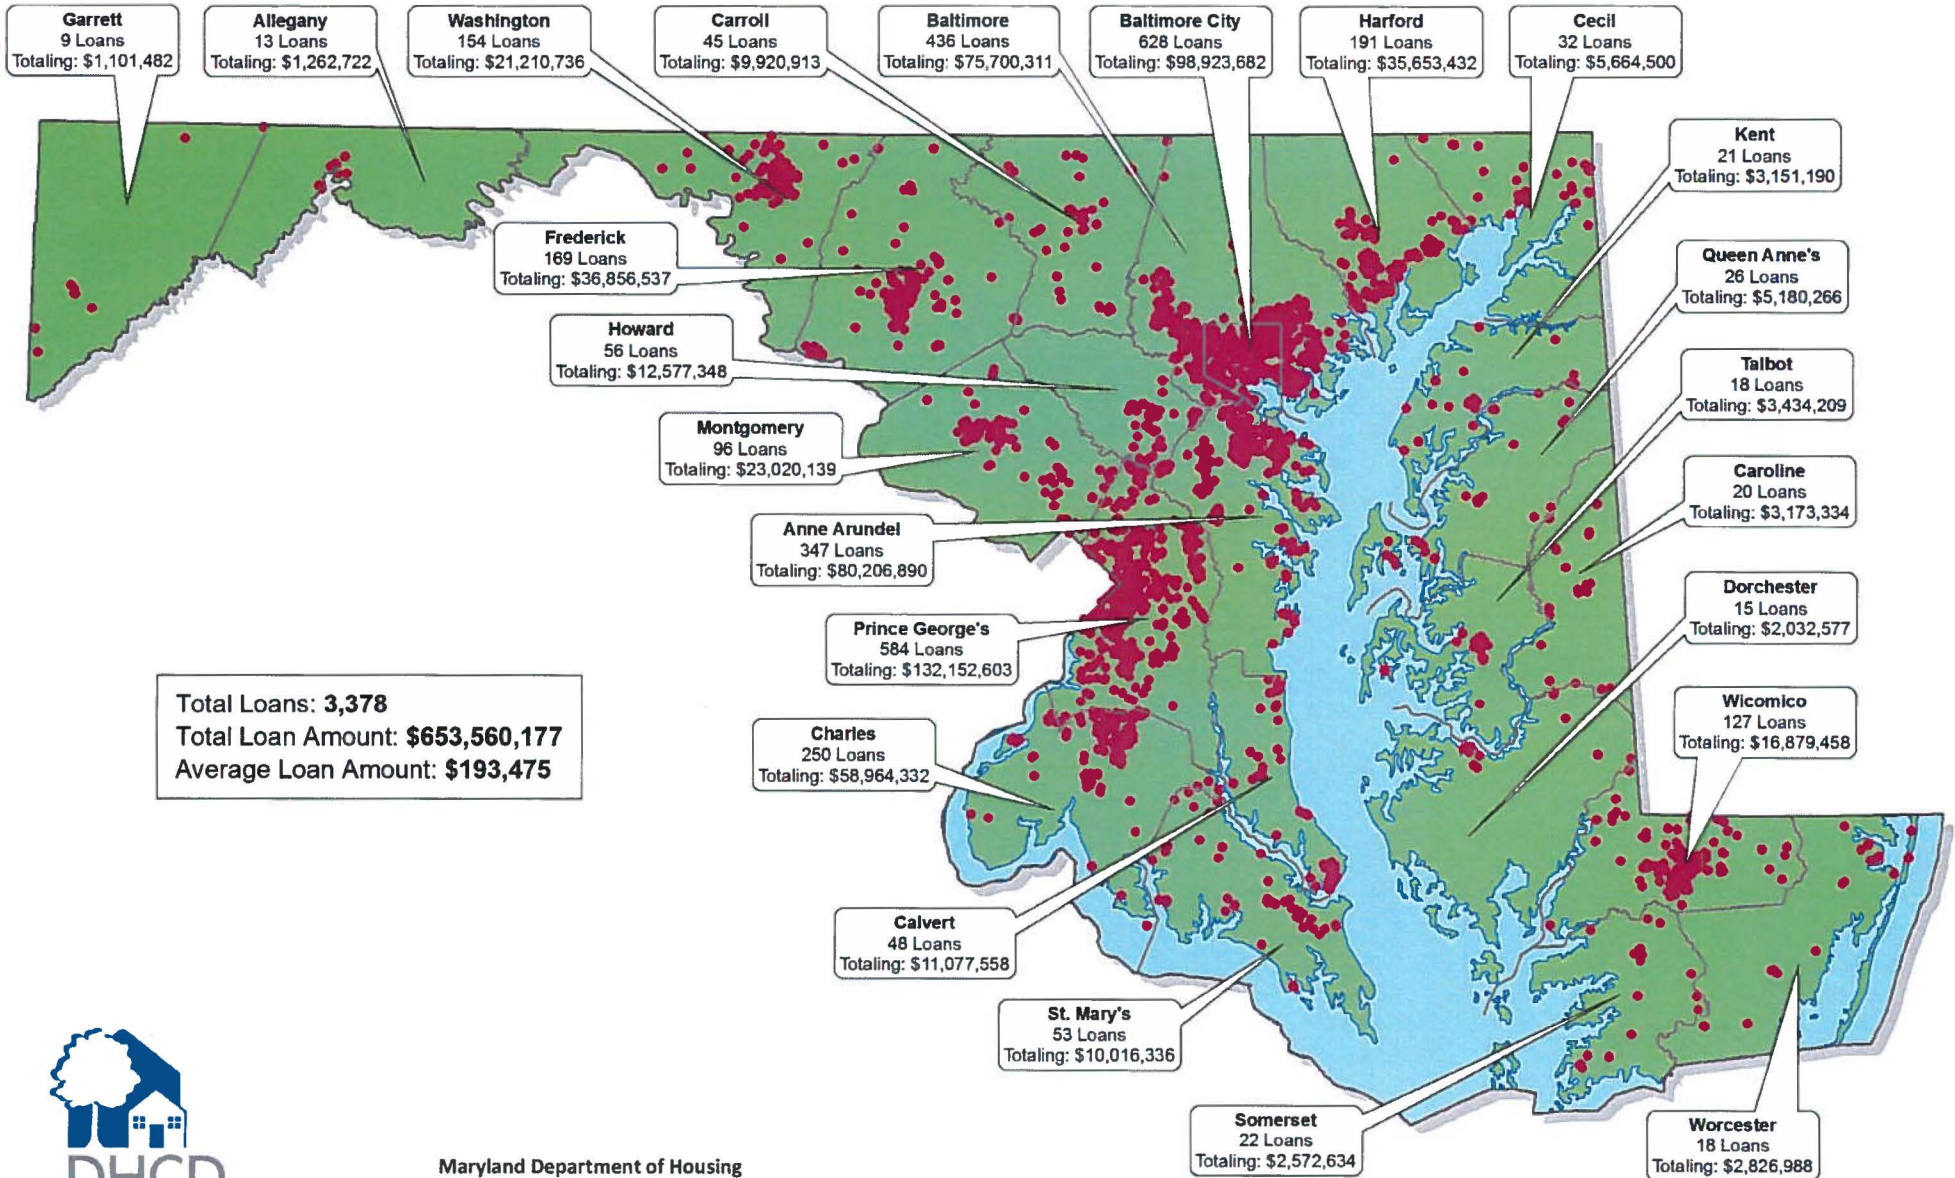 Garrett
9 Loans
Totaling: $1,101,482
Allegany
13 Loans
Totaling: $1,262,722
Washington
154 Loans
Totaling: $21,210,736
Carroll
45 Loans
Totaling: $9,920,913
Baltimore
436 Loans
Totaling: $75,700,311
Baltimore City
628 Loans
Totaling: $98,923,682
Harford
191 Loans
Totaling: $35,653,432
Cecil
32 Loans
Totaling: $5,664,500
Kent
21 Loans
Totaling: $3,151,190
Frederick
169 Loans
Totaling: $36,856,537
Queen Anne's
26 Loans
Totaling: $5,180,266
Howard
56 Loans
Totaling: $12,577,348
Talbot
18 Loans
Totaling: $3,434,209
Montgomery
96 Loans
Totaling: $23,020,139
Caroline
20 Loans
Totaling: $3,173,334
Anne Arundel
347 Loans
Totaling: $80,206,890
Dorchester
15 Loans
Totaling: $2,032,577
Prince George's
584 Loans
Totaling: $132,152,603
Total Loans: 3,378
Total Loan Amount: $653,560,177
Average Loan Amount: $193,475
Wicomico
127 Loans
Totaling: $16,879,458
Charles
250 Loans
Totaling: $58,964,332
Calvert
48 Loans
Totaling: $11,077,558
St. Mary's
53 Loans
Totaling: $10,016,336
Somerset
22 Loans
Totaling: $2,572,634
Worcester
18 Loans
Totaling: $2,826,988
DHCD
Maryland Department of Housing